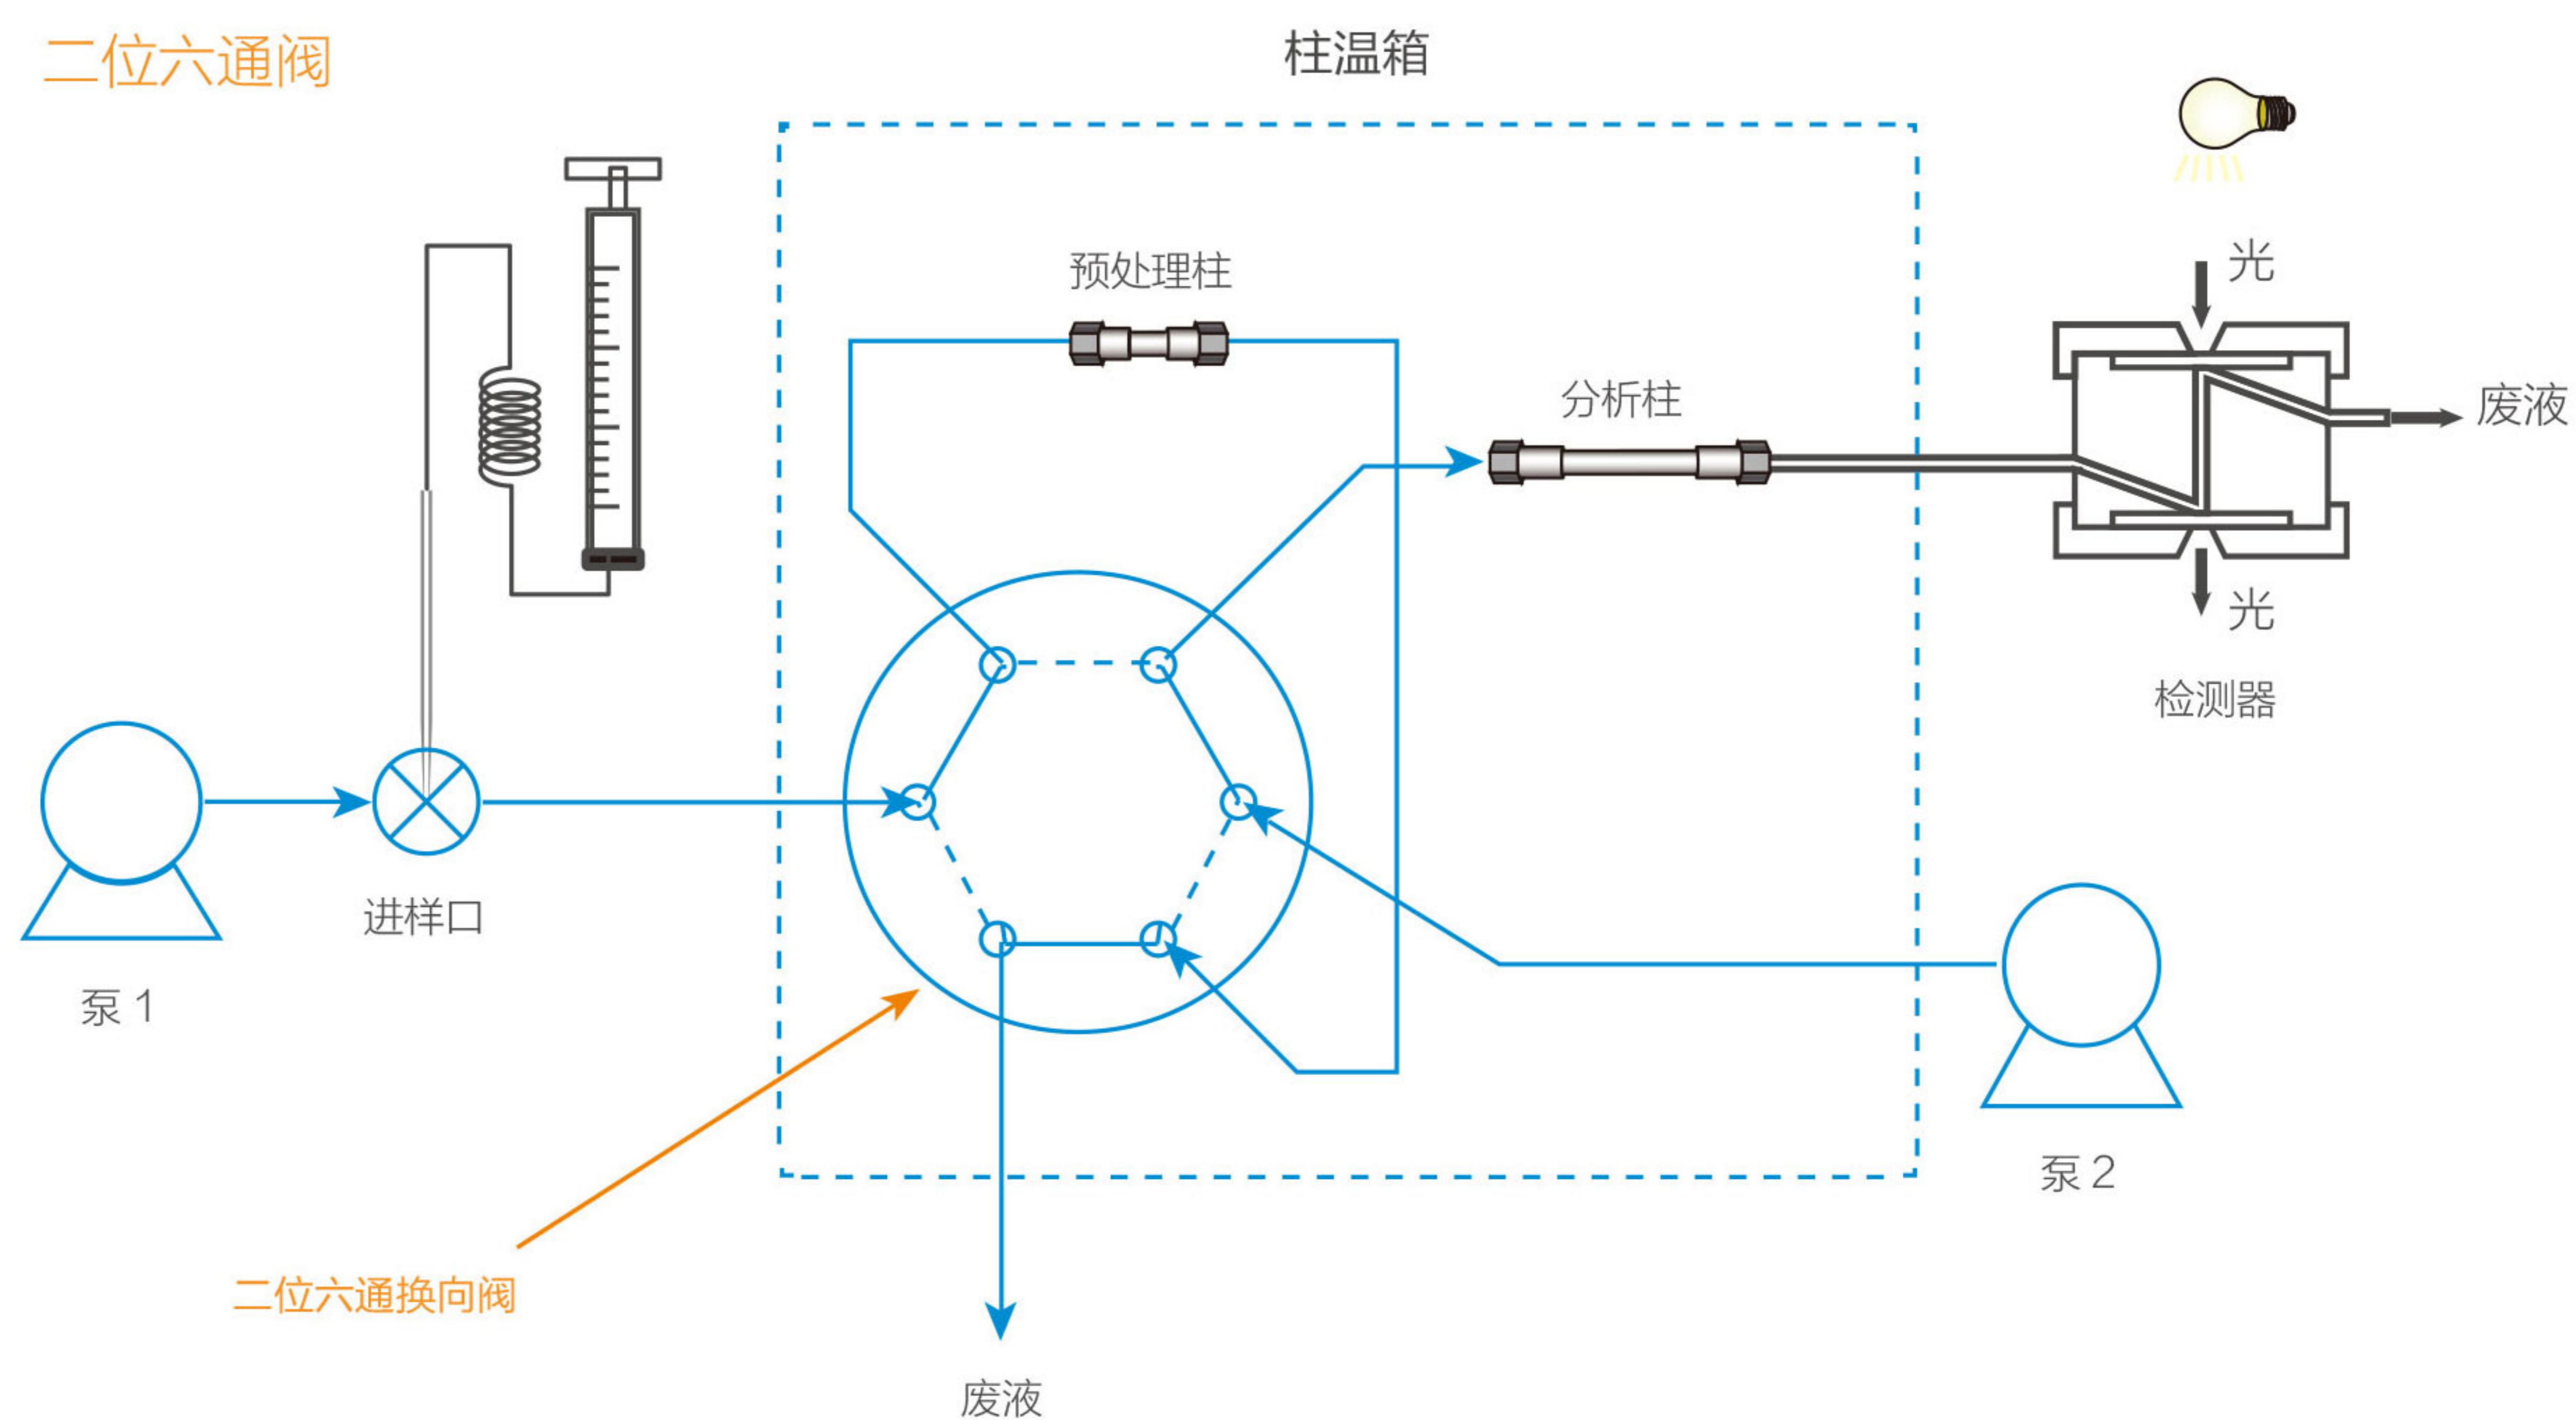 二位六通阀
柱温箱
预处理柱
分析柱
光
废液
光
检测器
进样口
泵 1
泵 2
二位六通换向阀
废液